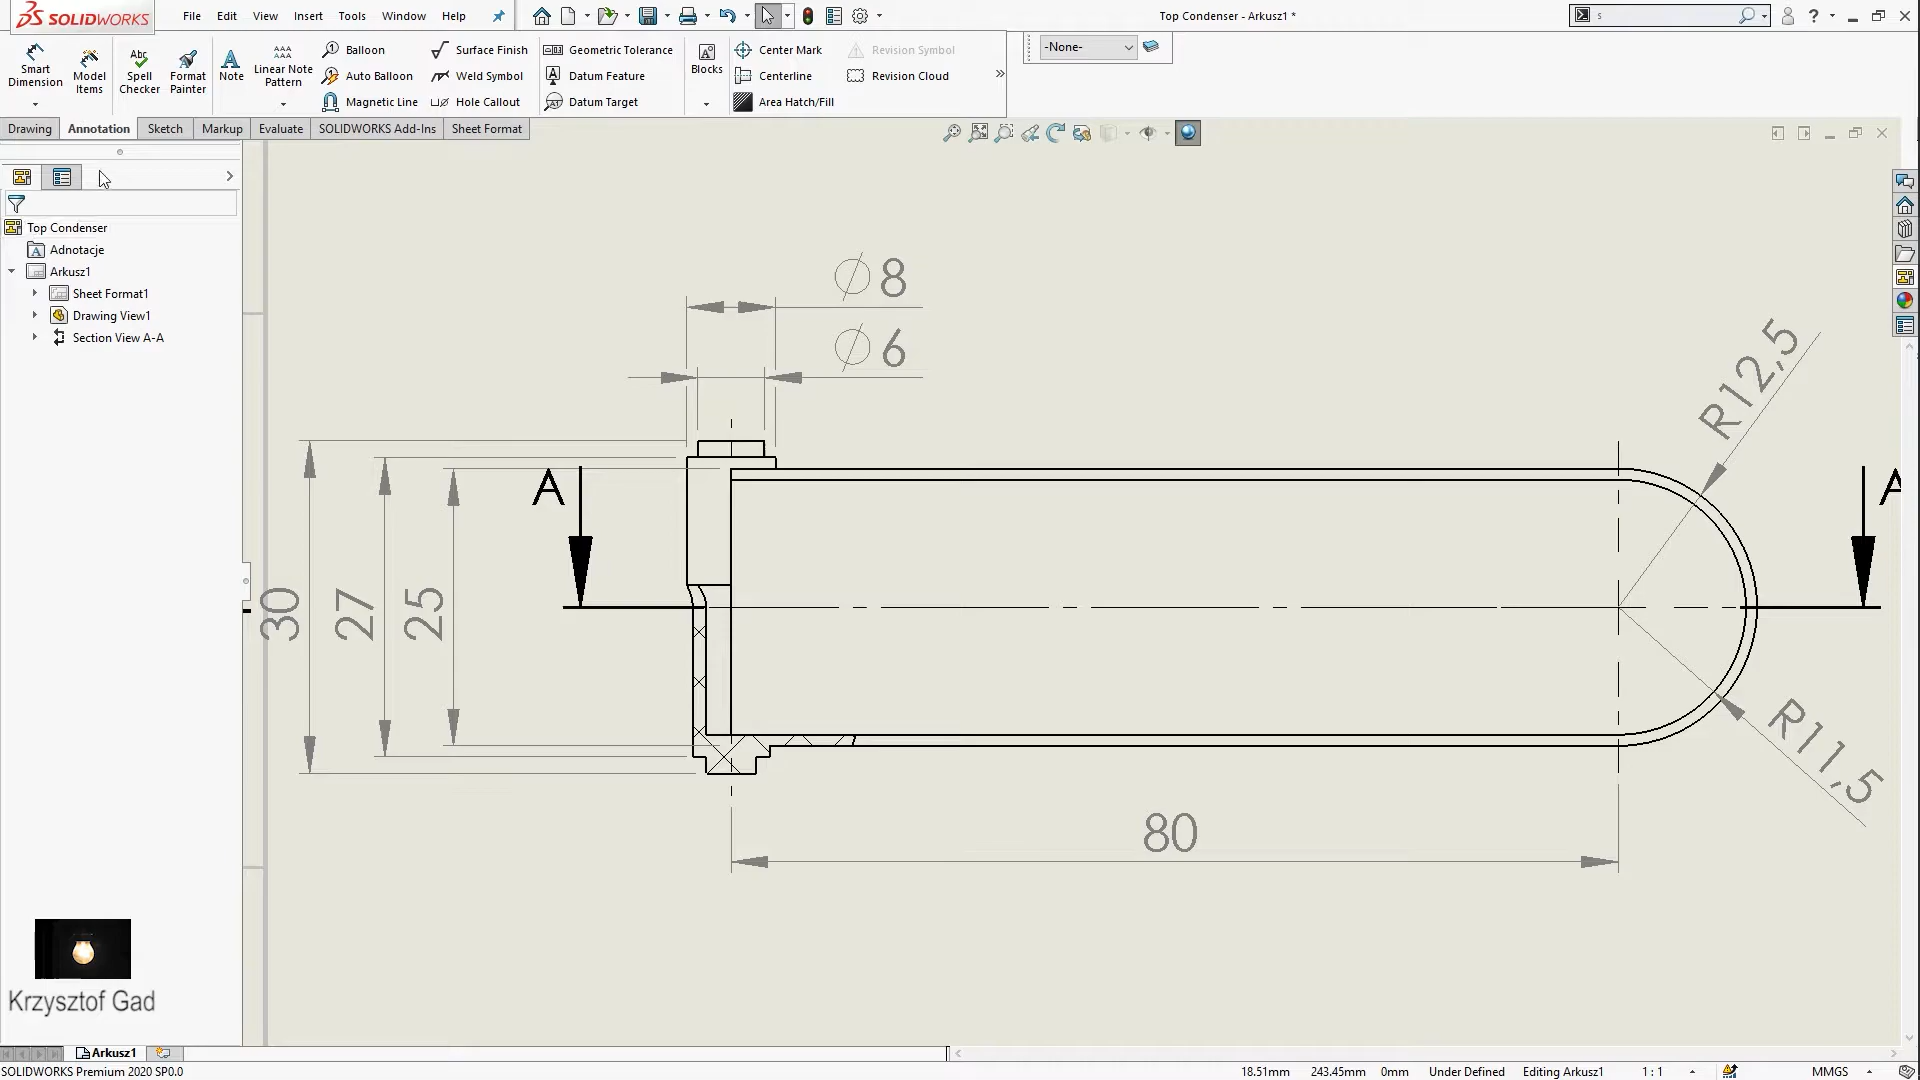 SOLIDWORKS
File Edit View Insert Tools Window Help
Top Condenser - Arkusz1 *
s
Smart Dimension
Model Items
Spell Checker
Format Painter
Note
Linear Note Pattern
Balloon
Auto Balloon
Magnetic Line
Surface Finish
Weld Symbol
Hole Callout
Geometric Tolerance
Datum Feature
Datum Target
Blocks
Center Mark
Centerline
Area Hatch/Fill
Revision Symbol
Revision Cloud
-None-
Drawing Annotation Sketch Markup Evaluate SOLIDWORKS Add-Ins Sheet Format
Top Condenser
Adnotacje
Arkusz1
Sheet Format1
Drawing View1
Section View A-A
∅8
∅6
R12,5
A
A
30
27
25
R11,5
80
Krzysztof Gad
Arkusz1
SOLIDWORKS Premium 2020 SP0.0
18.51mm 243.45mm 0mm Under Defined Editing Arkusz1 1 : 1 MMGS